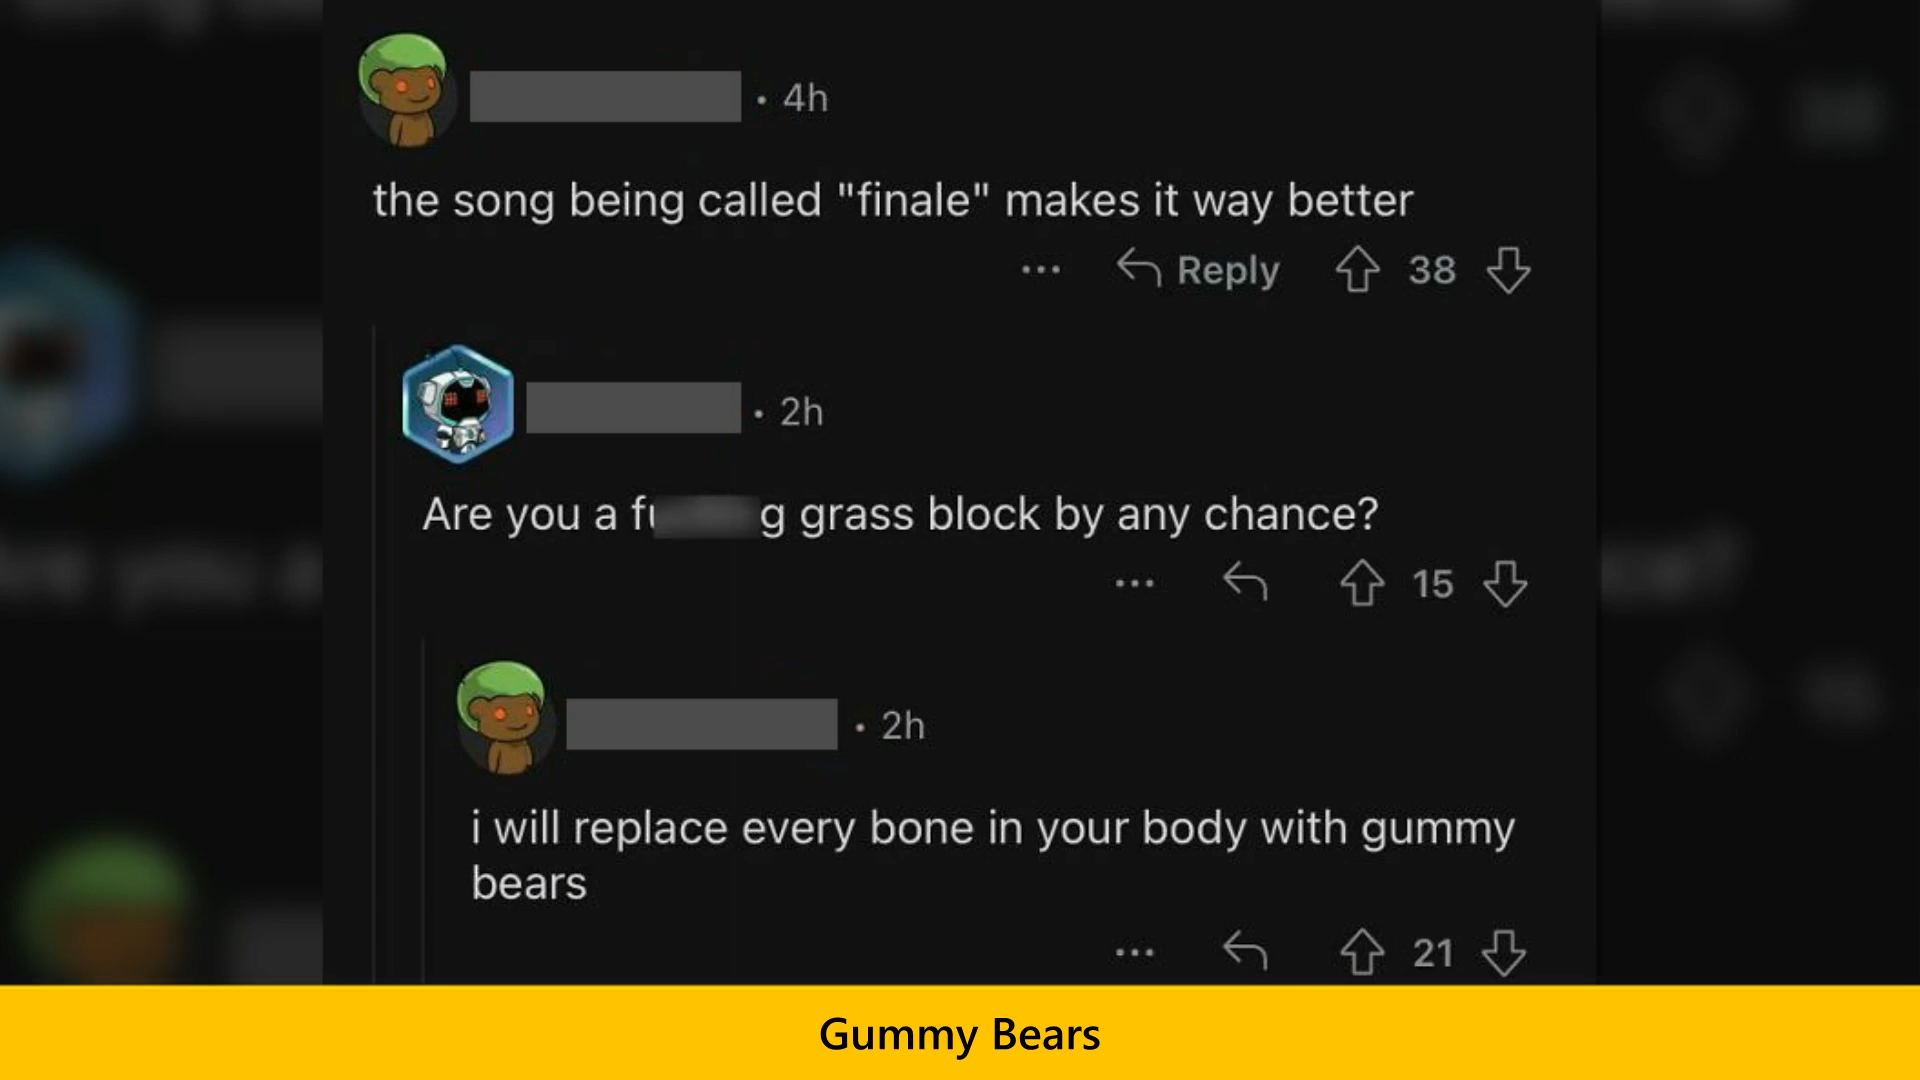 • 4h
the song being called "finale" makes it way better
... Reply 38
• 2h
Are you a fu g grass block by any chance?
... 15
• 2h
i will replace every bone in your body with gummy
bears
... 21
Gummy Bears